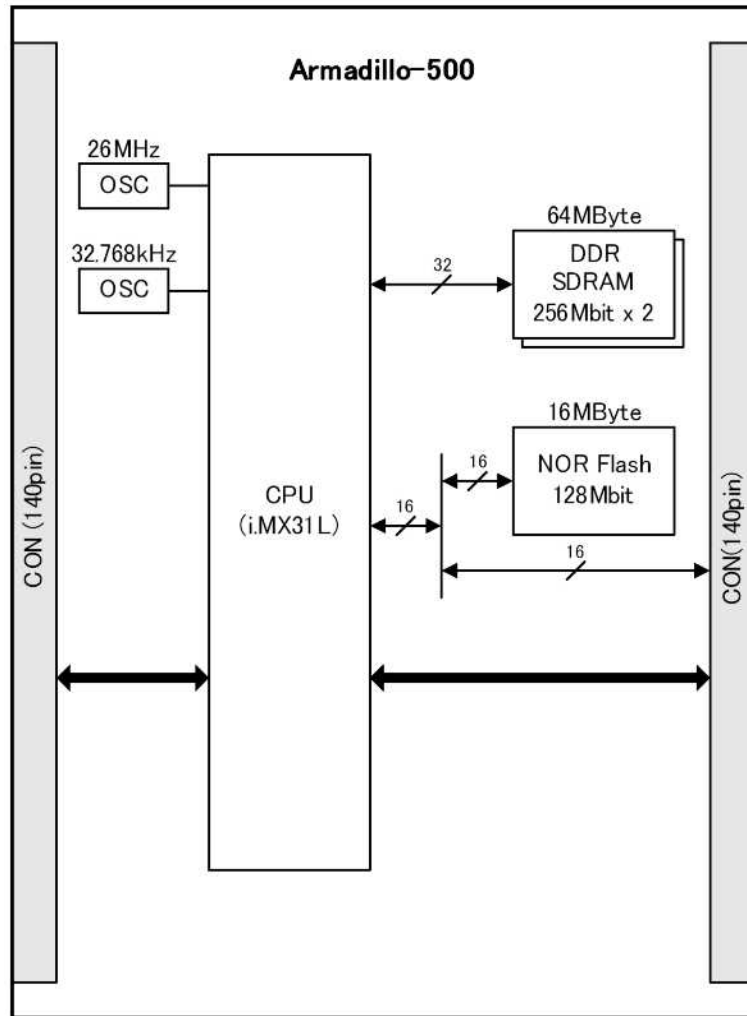 Armadillo-500
26MHz
OSC
32.768kHz
OSC
CPU
(i.MX31L)
32
64MByte
DDR
SDRAM
256Mbit x 2
16MByte
NOR Flash
128Mbit
16
16
16
CON (140pin)
CON(140pin)